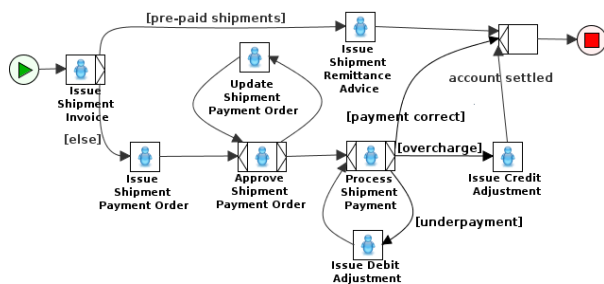 [pre-paid shipments]
Issue
Shipment
Invoice
Issue
Shipment
Remittance
Advice
account settled
Update
Shipment
Payment Order
[payment correct]
[else]
[overcharge]
Issue
Shipment
Payment Order
Approve
Shipment
Payment Order
Process
Shipment
Payment
Issue Credit
Adjustment
[underpayment]
Issue Debit
Adjustment